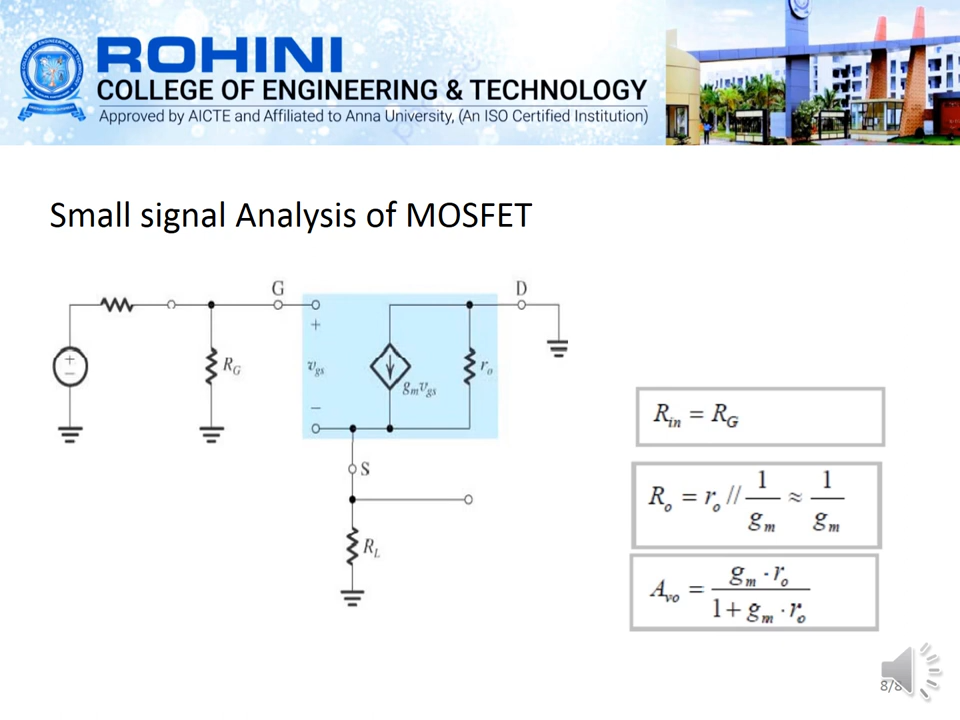 ROHINI
COLLEGE OF ENGINEERING & TECHNOLOGY
Approved by AICTE and Affiliated to Anna University, (An ISO Certified Institution)
Small signal Analysis of MOSFET
G
D
+
+
−
R_G
v_gs
g_m v_gs
r_o
−
S
R_L
R_in = R_G
R_o = r_o // 1/g_m ≈ 1/g_m
A_vo = g_m · r_o / 1 + g_m · r_o
8/8